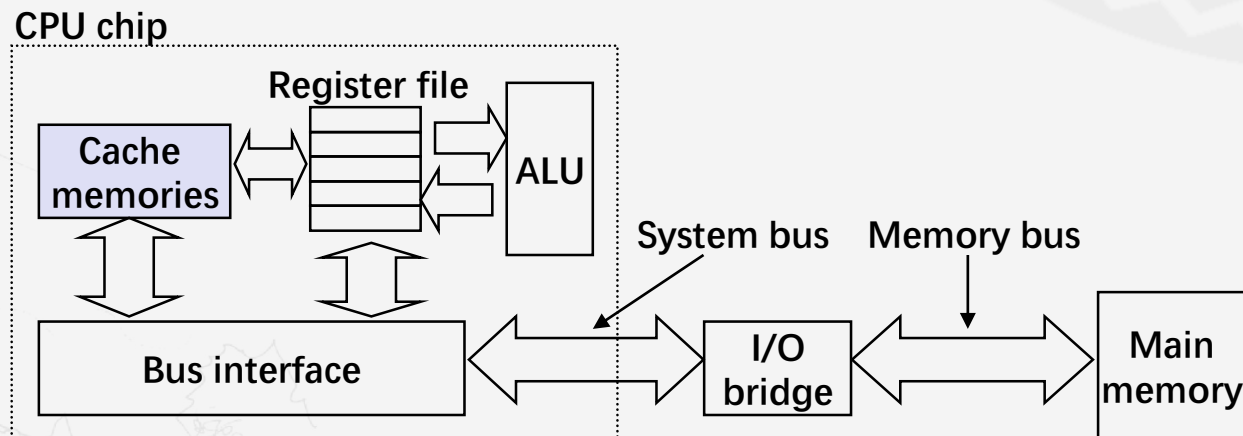 CPU chip
Register file
Cache
memories
ALU
System bus
Memory bus
Bus interface
I/O
bridge
Main
memory